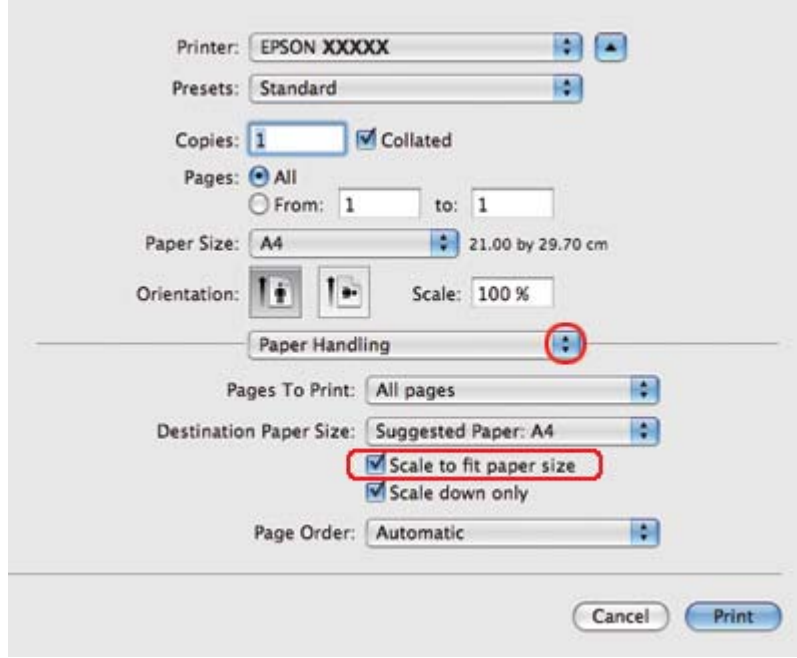 Printer: EPSON XXXXX
Presets: Standard
Copies: 1 Collated
Pages: All
From: 1 to: 1
Paper Size: A4 21.00 by 29.70 cm
Orientation: Scale: 100 %
Paper Handling
Pages To Print: All pages
Destination Paper Size: Suggested Paper: A4
Scale to fit paper size
Scale down only
Page Order: Automatic
Cancel Print